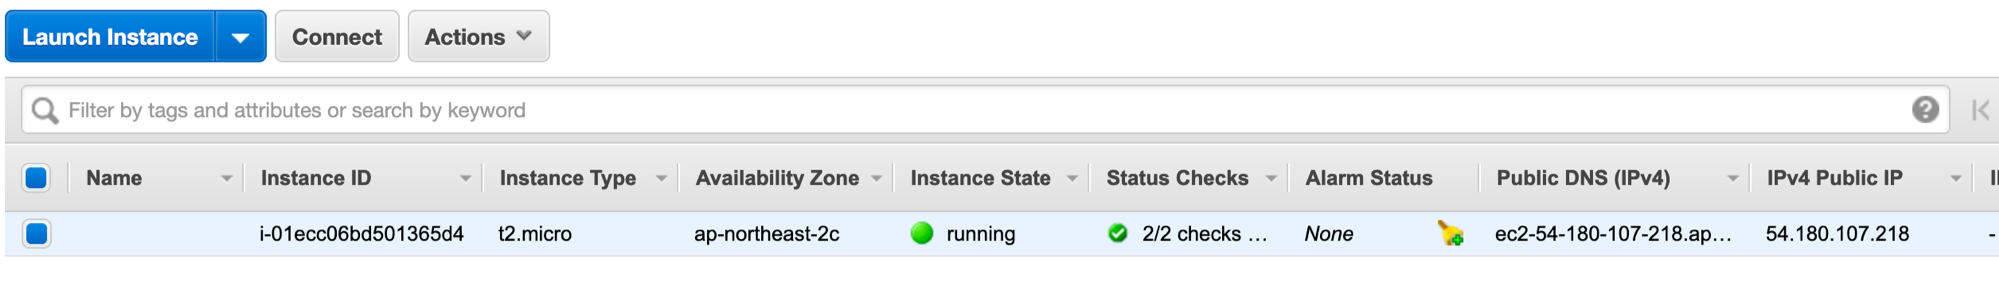 Launch Instance Connect Actions
Filter by tags and attributes or search by keyword
Name Instance ID Instance Type Availability Zone Instance State Status Checks Alarm Status Public DNS (IPv4) IPv4 Public IP
i-01ecc06bd501365d4 t2.micro ap-northeast-2c running 2/2 checks ... None ec2-54-180-107-218.ap... 54.180.107.218 -